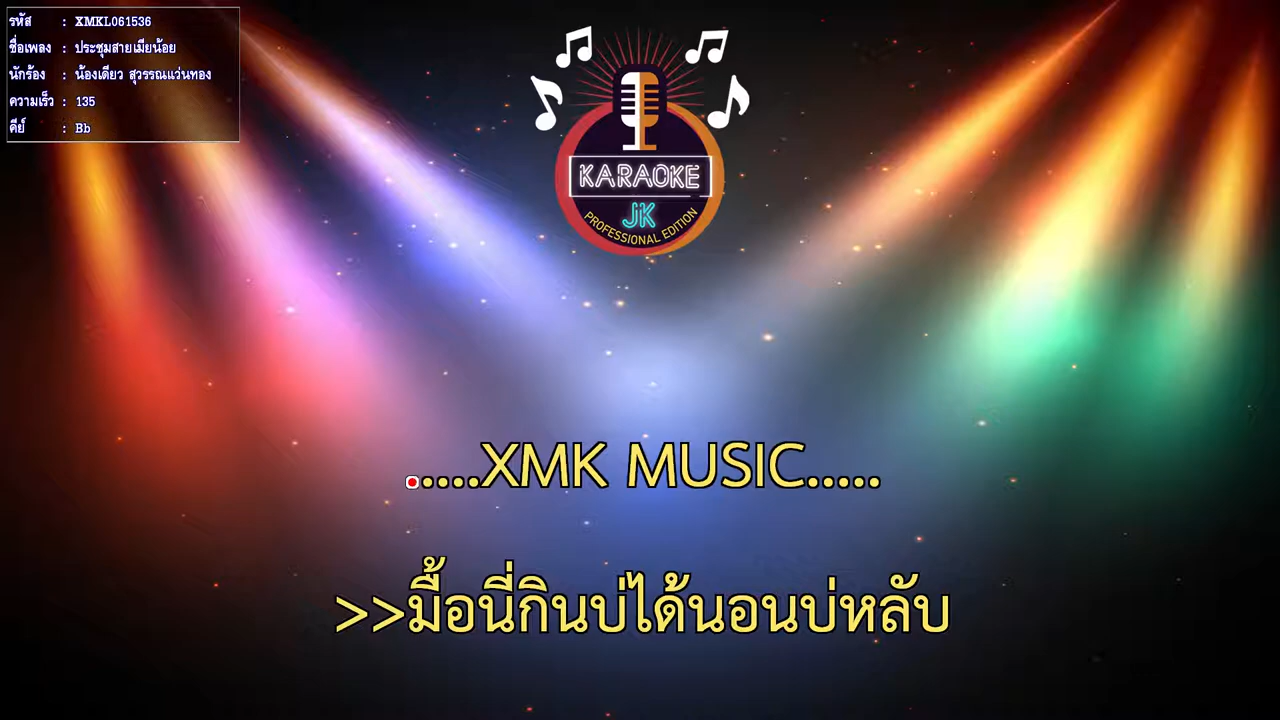 รหัส : XMKL061536
ชื่อเพลง : ประชุมสายเมียน้อย
นักร้อง : น้องเดียว สุวรรณแว่นทอง
ความเร็ว : 135
คีย์ : Bb
KARAOKE
JK
PROFESSIONAL EDITION
.....XMK MUSIC.....
>>มื้อนี่กินบ่ได้นอนบ่หลับ